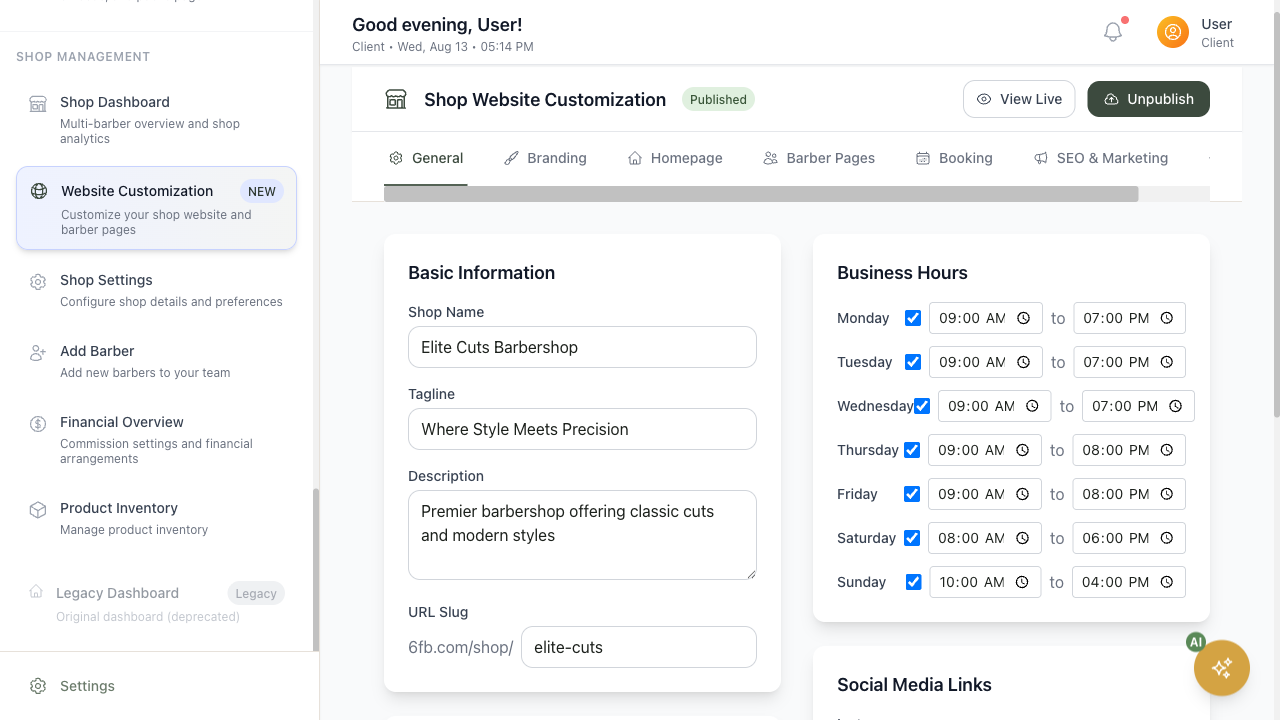 SHOP MANAGEMENT
Shop Dashboard
Multi-barber overview and shop
analytics
Website Customization NEW
Customize your shop website and
barber pages
Shop Settings
Configure shop details and preferences
Add Barber
Add new barbers to your team
Financial Overview
Commission settings and financial
arrangements
Product Inventory
Manage product inventory
Legacy Dashboard Legacy
Original dashboard (deprecated)
Settings
Good evening, User!
Client • Wed, Aug 13 • 05:14 PM
User
Client
Shop Website Customization Published
View Live
Unpublish
General Branding Homepage Barber Pages Booking SEO & Marketing
Basic Information
Shop Name
Elite Cuts Barbershop
Tagline
Where Style Meets Precision
Description
Premier barbershop offering classic cuts
and modern styles
URL Slug
6fb.com/shop/ elite-cuts
Business Hours
Monday 09:00 AM to 07:00 PM
Tuesday 09:00 AM to 07:00 PM
Wednesday 09:00 AM to 07:00 PM
Thursday 09:00 AM to 08:00 PM
Friday 09:00 AM to 08:00 PM
Saturday 08:00 AM to 06:00 PM
Sunday 10:00 AM to 04:00 PM
AI
Social Media Links